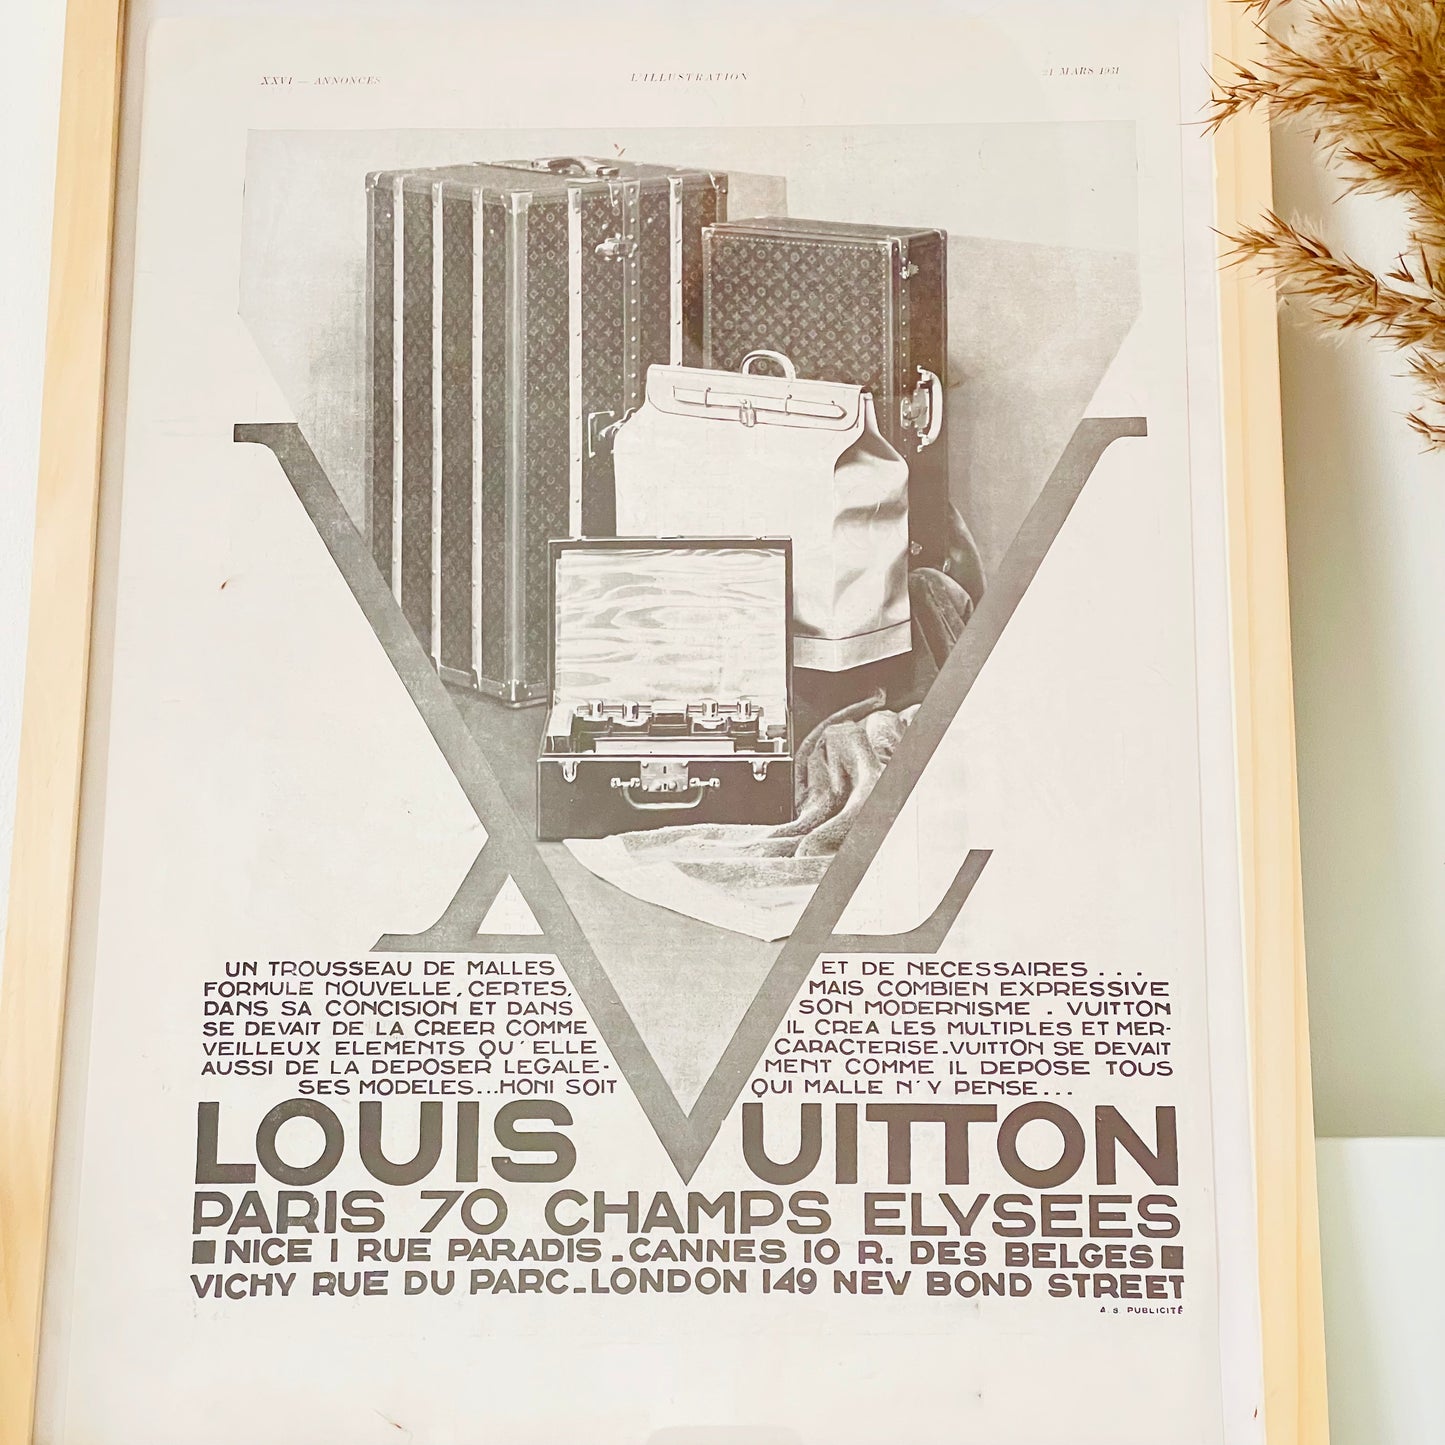 XXVI — ANNONCES
L'ILLUSTRATION
21 MARS 1931
UN TROUSSEAU DE MALLES ET DE NECESSAIRES . . .
FORMULE NOUVELLE, CERTES, MAIS COMBIEN EXPRESSIVE
DANS SA CONCISION ET DANS SON MODERNISME . VUITTON
SE DEVAIT DE LA CREER COMME IL CREA LES MULTIPLES ET MER-
VEILLEUX ELEMENTS QU'ELLE CARACTERISE . VUITTON SE DEVAIT
AUSSI DE LA DEPOSER LEGALE- MENT COMME IL DEPOSE TOUS
SES MODELES...HONI SOIT QUI MALLE N'Y PENSE...
LOUIS VUITTON
PARIS 70 CHAMPS ELYSEES
NICE 1 RUE PARADIS _ CANNES 10 R. DES BELGES
VICHY RUE DU PARC _ LONDON 149 NEW BOND STREET
A. S. PUBLICITÉ